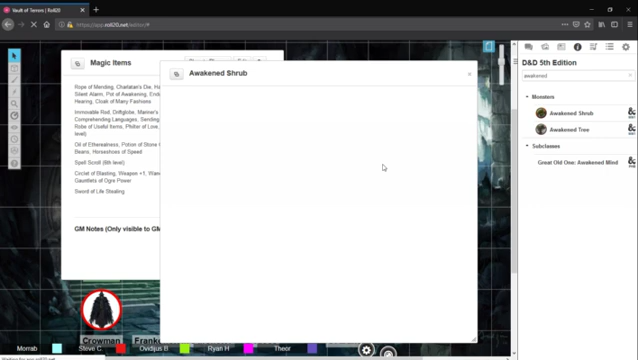 Vault of Terrors | Roll20
https://app.roll20.net/editor/#
Magic Items
Awakened Shrub
Rope of Mending, Charlatan's Die, Ha
Silent Alarm, Pot of Awakening, Ends
Hearing, Cloak of Many Fashions
Immovable Rod, Driftglobe, Mariner's
Comprehending Languages, Sending
Robe of Useful Items, Philter of Love,
level)
Oil of Etherealness, Potion of Stone G
Beans, Horseshoes of Speed
Spell Scroll (6th level)
Circlet of Blasting, Weapon +1, Wan
Gauntlets of Ogre Power
Sword of Life Stealing
GM Notes (Only visible to GM
D&D 5th Edition
awakened
Monsters
Awakened Shrub
Awakened Tree
Subclasses
Great Old One: Awakened Mind
Crowman
Franke
Morrab
Steve C.
Ovidijus B
Ryan H
Theor